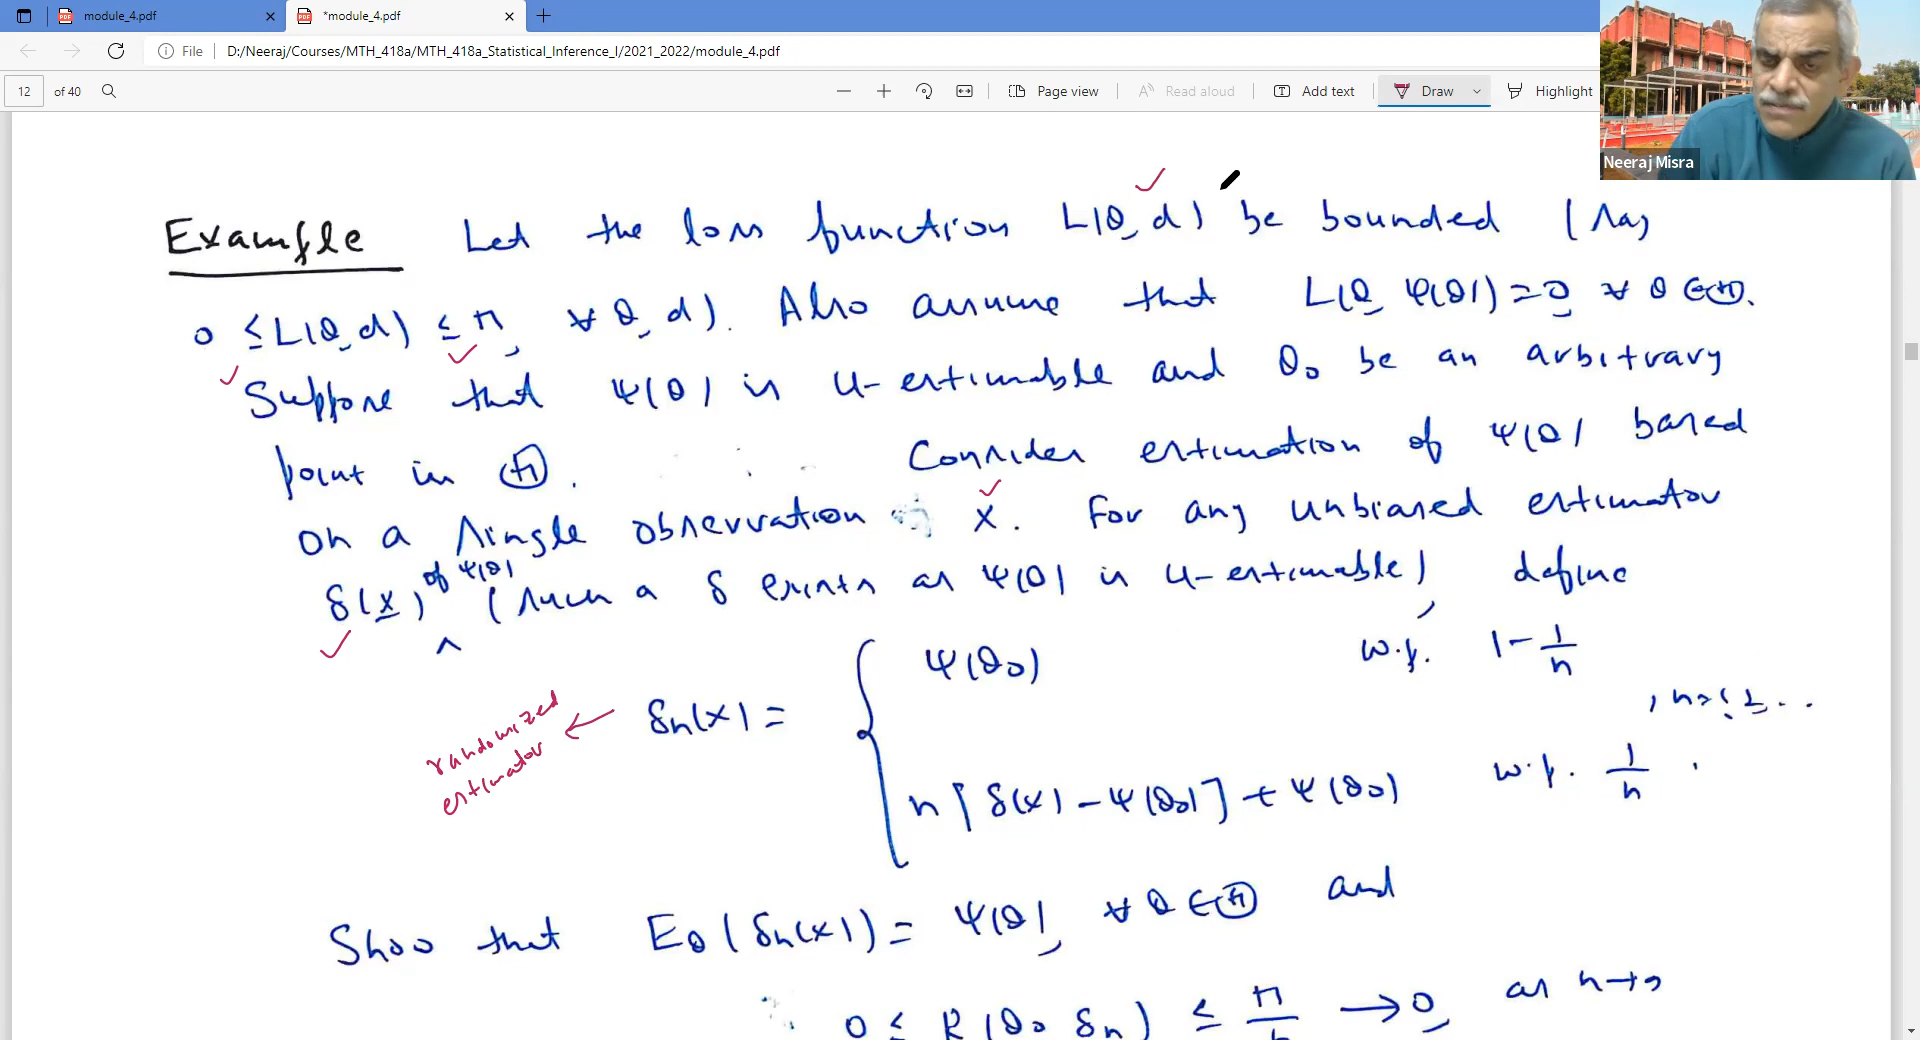 module_4.pdf
*module_4.pdf
File D:/Neeraj/Courses/MTH_418a/MTH_418a_Statistical_Inference_I/2021_2022/module_4.pdf
12 of 40 Page view Read aloud Add text Draw Highlight
Neeraj Misra
Example Let the loss function L(θ, d) be bounded (say
0 ≤ L(θ, d) ≤ M, ∀ θ, d). Also assume that L(θ, ψ(θ)) = 0, ∀ θ ∈ Ⓗ.
Suppose that ψ(θ) is U-estimable and θ₀ be an arbitrary
point in Ⓗ. Consider estimation of ψ(θ) based
on a single observation X. For any unbiased estimator
δ(X) of ψ(θ) (such a δ exists as ψ(θ) is U-estimable), define
ψ(θ₀) w.p. 1 - 1/n
randomized estimator ← δₙ(X) = { , n = 1, 2, ...
n[δ(X) - ψ(θ₀)] + ψ(θ₀) w.p. 1/n .
Show that E_θ(δₙ(X)) = ψ(θ), ∀ θ ∈ Ⓗ and
0 ≤ R(θ₀, δₙ) ≤ M/n → 0, as n →